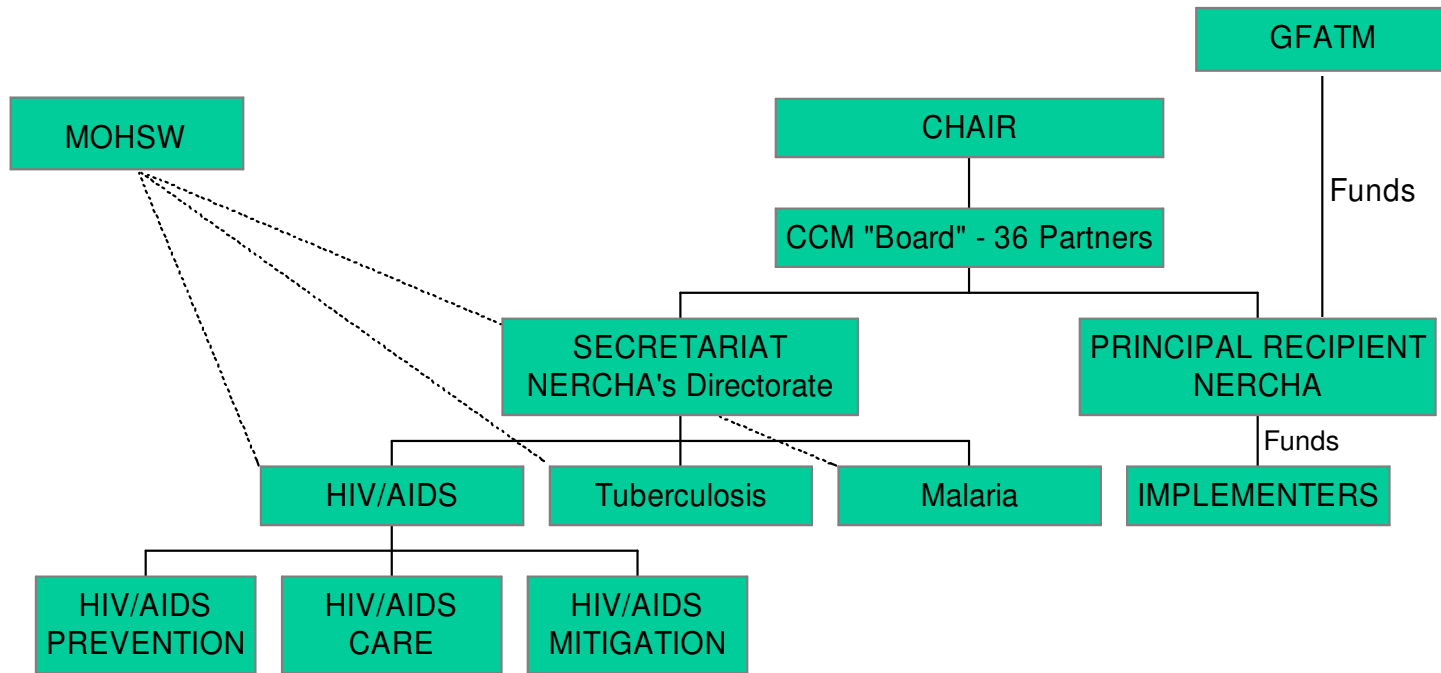 GFATM
MOHSW
CHAIR
Funds
CCM "Board" - 36 Partners
SECRETARIAT
NERCHA's Directorate
PRINCIPAL RECIPIENT
NERCHA
Funds
HIV/AIDS
Tuberculosis
Malaria
IMPLEMENTERS
HIV/AIDS
PREVENTION
HIV/AIDS
CARE
HIV/AIDS
MITIGATION